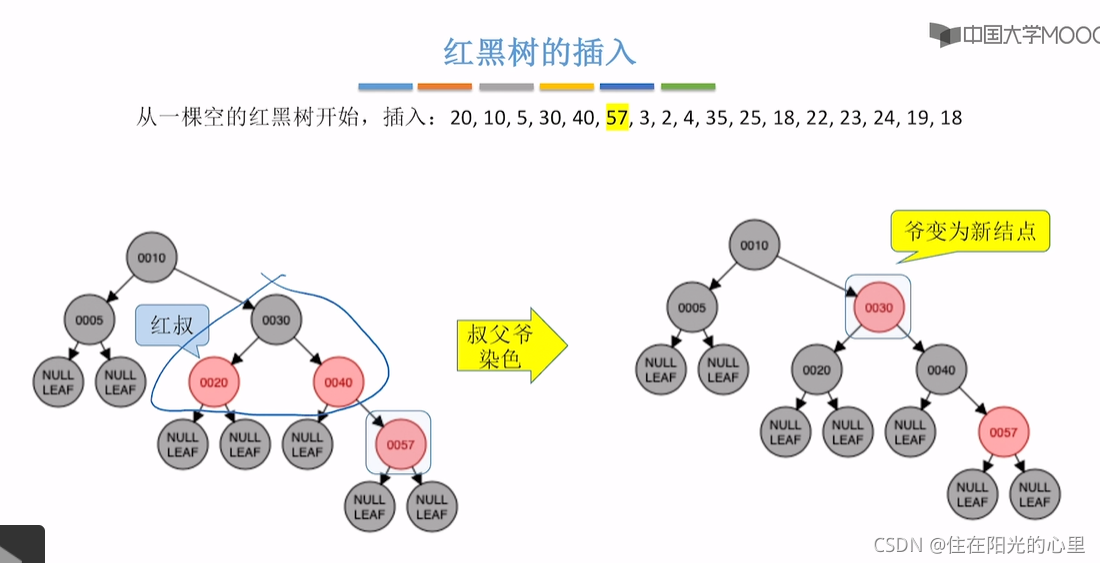 中国大学MOOC
红黑树的插入
从一棵空的红黑树开始，插入：20, 10, 5, 30, 40, 57, 3, 2, 4, 35, 25, 18, 22, 23, 24, 19, 18
0010
0005
红叔
0030
NULL
LEAF
NULL
LEAF
0020
0040
NULL
LEAF
NULL
LEAF
NULL
LEAF
0057
NULL
LEAF
NULL
LEAF
叔父爷
染色
爷变为新结点
0010
0005
0030
NULL
LEAF
NULL
LEAF
0020
0040
NULL
LEAF
NULL
LEAF
NULL
LEAF
0057
NULL
LEAF
NULL
LEAF
CSDN @住在阳光的心里